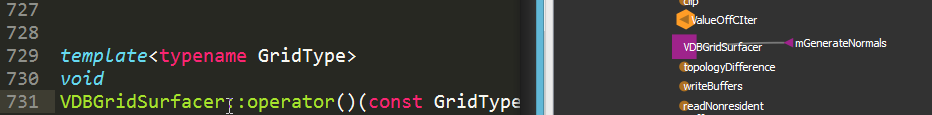 727
728
729 template<typename GridType>
730 void
731 VDBGridSurfacer::operator()(const GridType
clip
ValueOffCIter
VDBGridSurfacer
mGenerateNormals
topologyDifference
writeBuffers
readNonresident